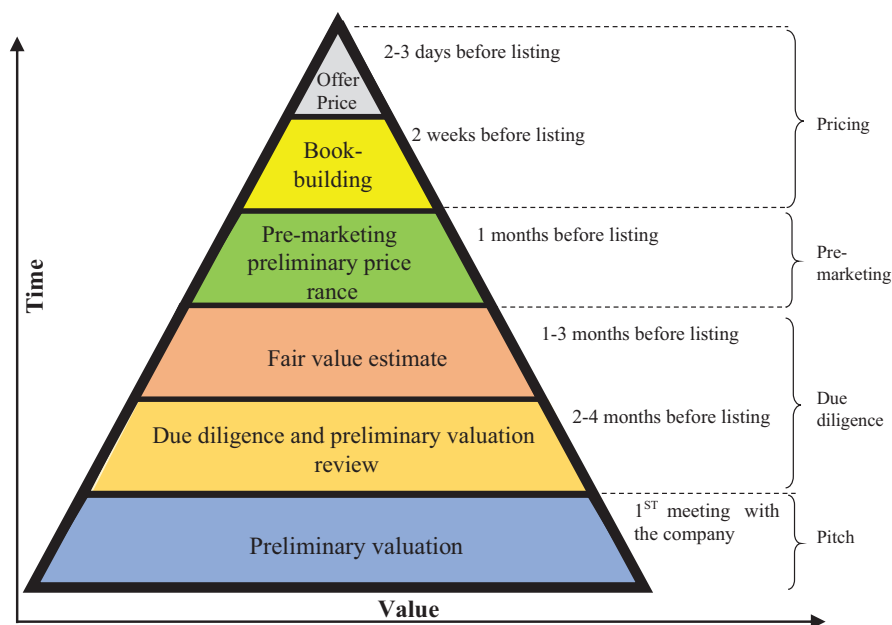 2-3 days before listing
Offer
Price
Pricing
2 weeks before listing
Book-
building
1 months before listing
Pre-marketing
preliminary price
rance
Pre-
marketing
Time
1-3 months before listing
Fair value estimate
Due
diligence
2-4 months before listing
Due diligence and preliminary valuation
review
1ST meeting with
the company
Preliminary valuation
Pitch
Value